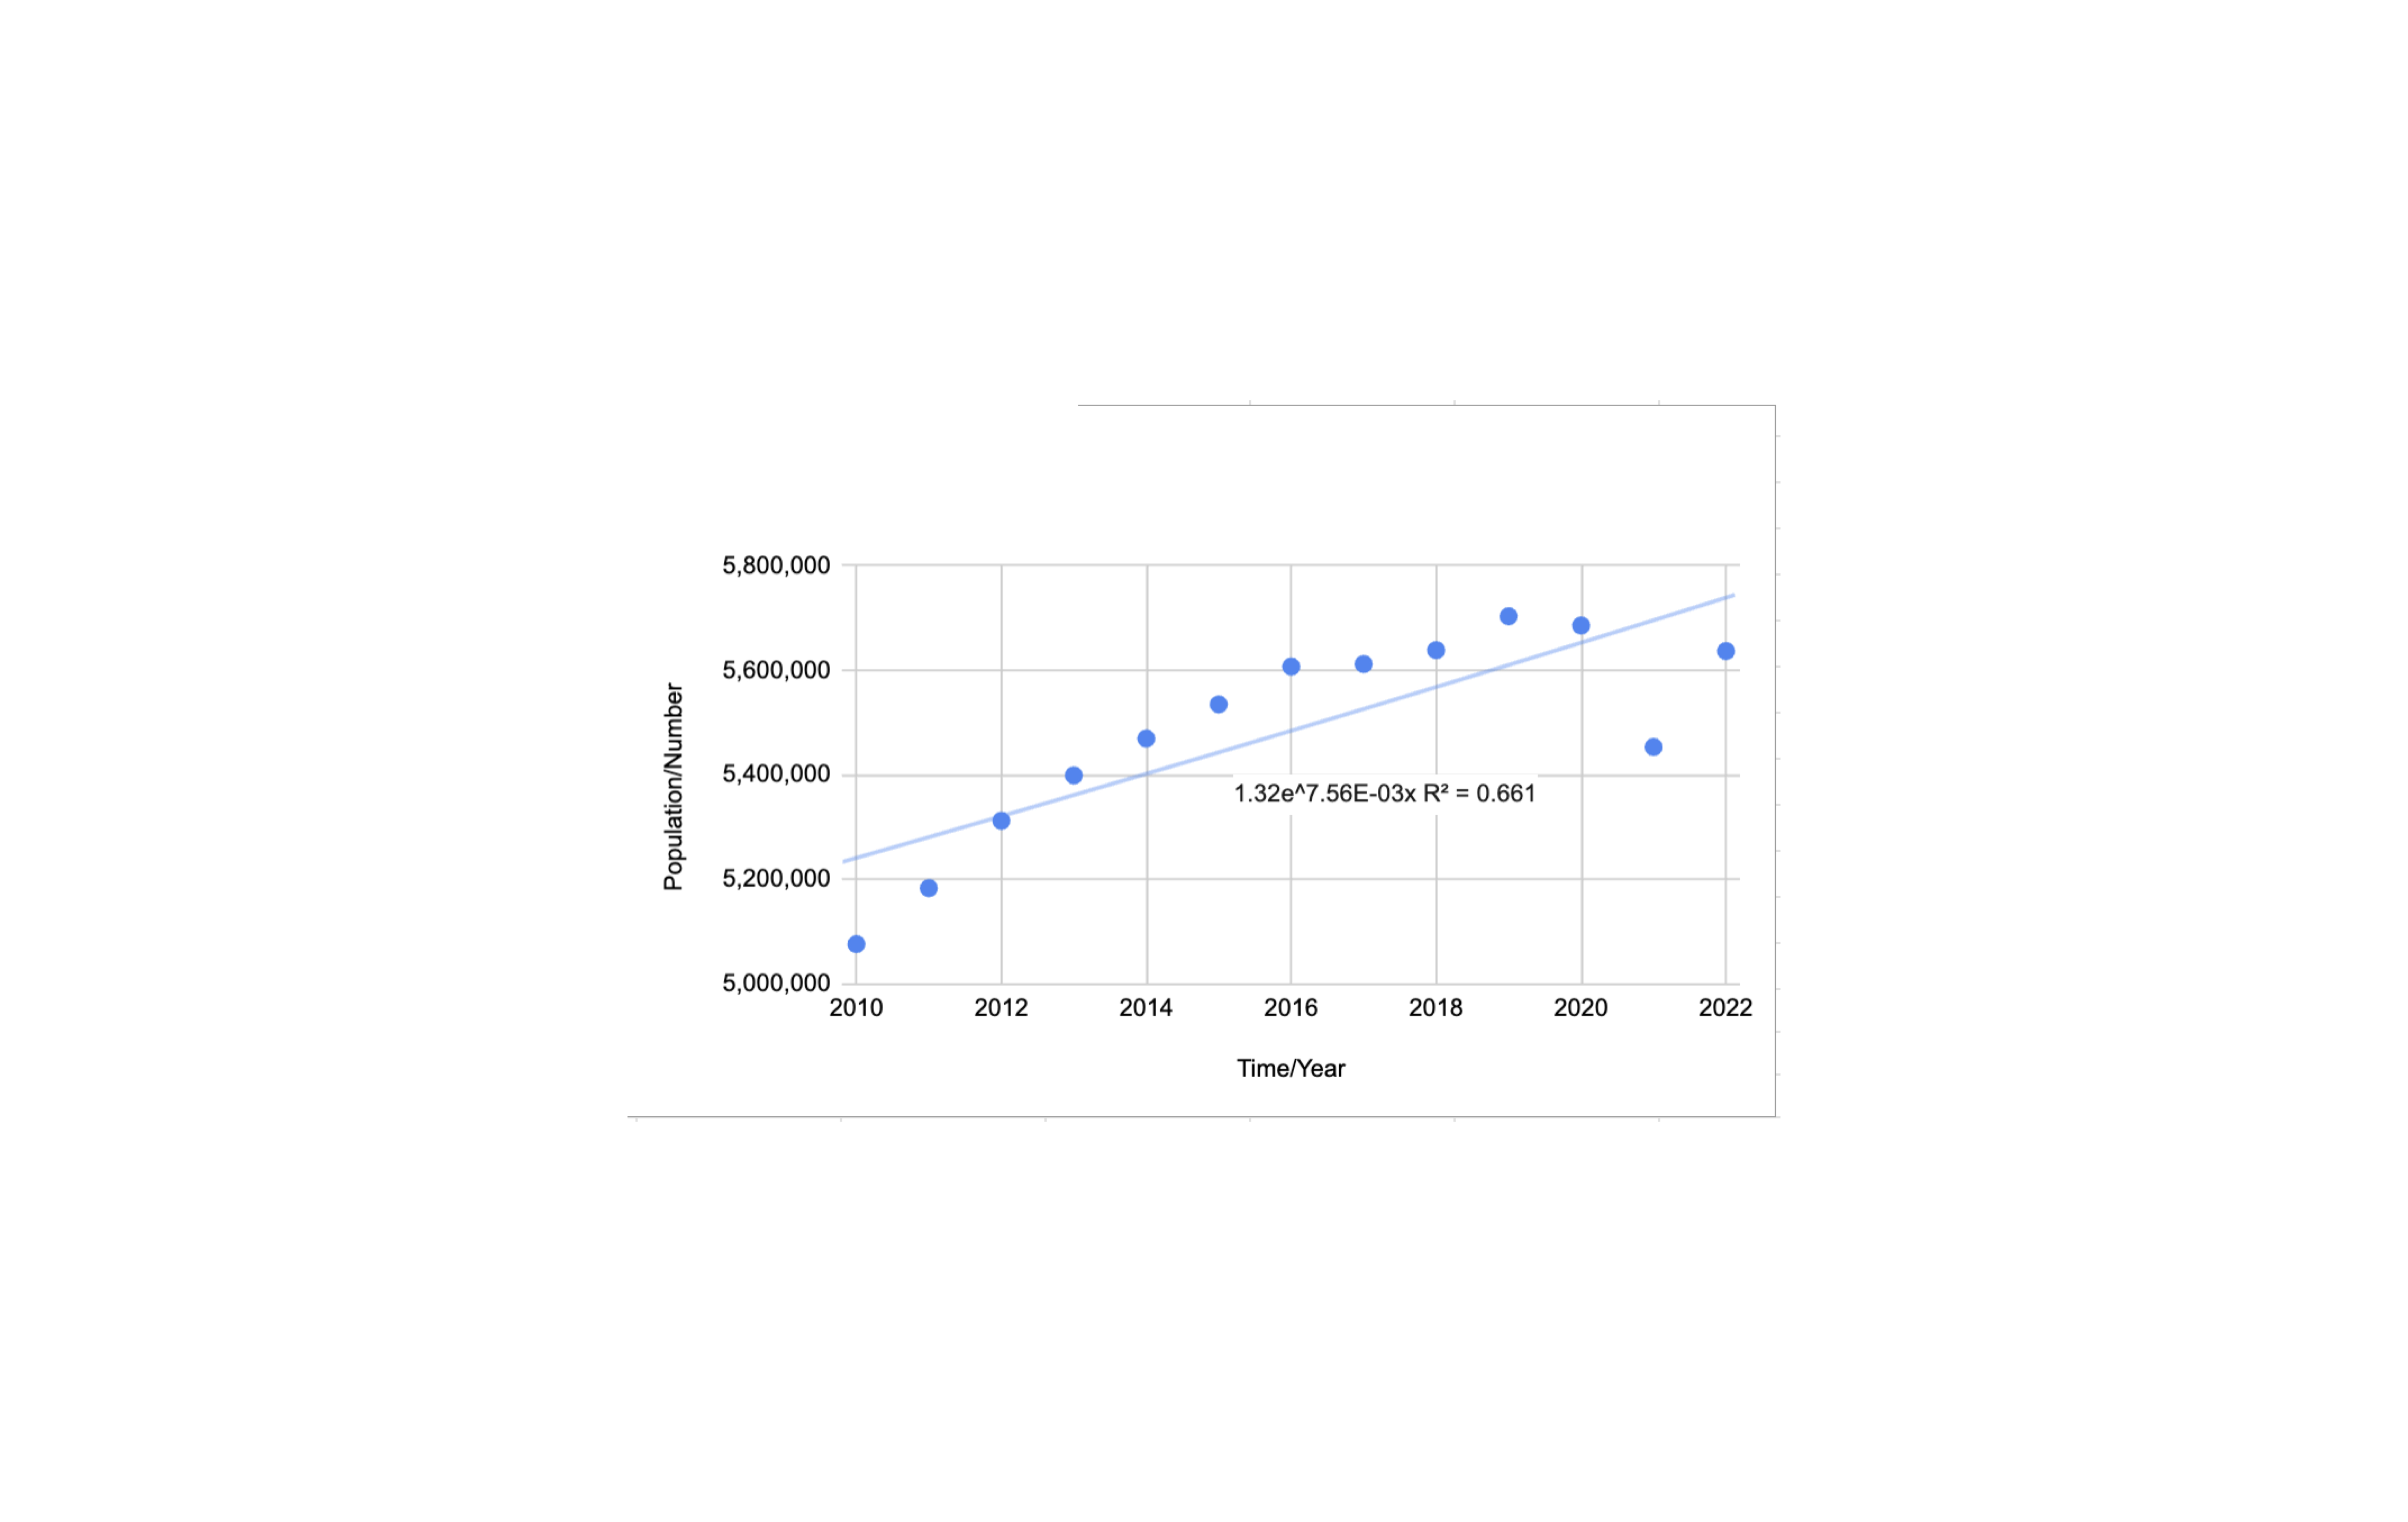 5,800,000
5,600,000
5,400,000
5,200,000
5,000,000
Population/Number
1.32e^7.56E-03x R² = 0.661
2010 2012 2014 2016 2018 2020 2022
Time/Year